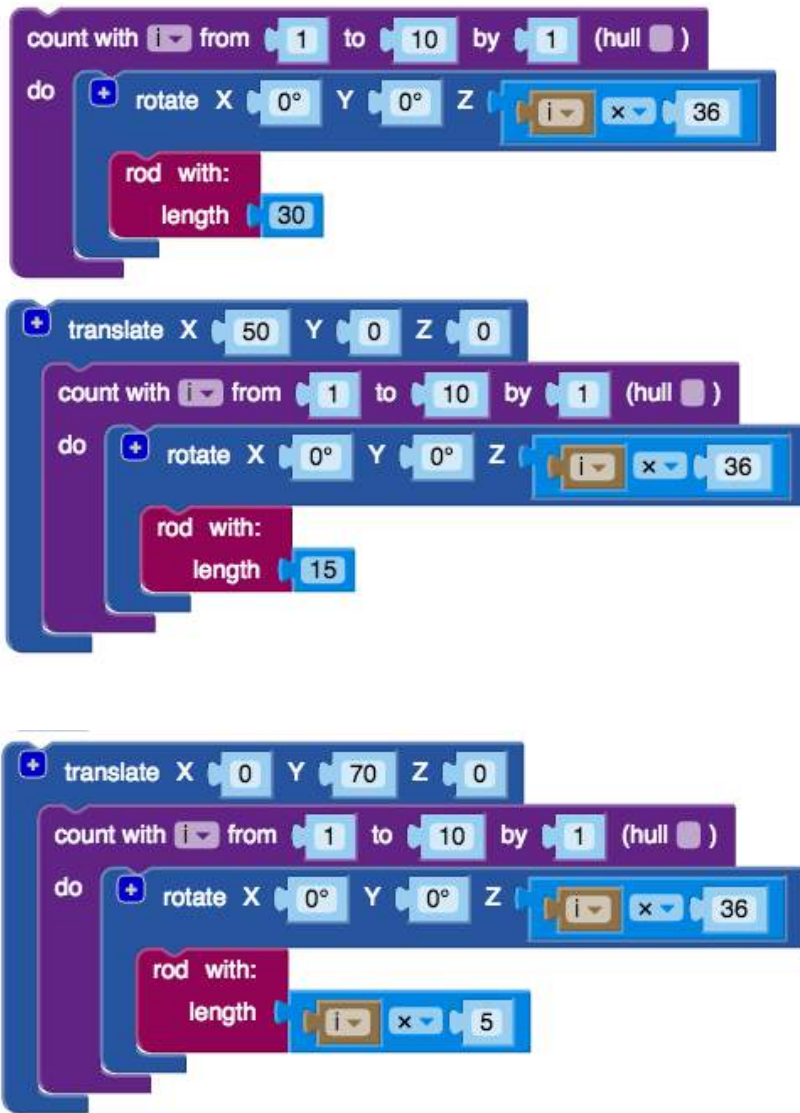 count with i from 1 to 10 by 1 (hull )
do rotate X 0° Y 0° Z i × 36
rod with:
length 30
translate X 50 Y 0 Z 0
count with i from 1 to 10 by 1 (hull )
do rotate X 0° Y 0° Z i × 36
rod with:
length 15
translate X 0 Y 70 Z 0
count with i from 1 to 10 by 1 (hull )
do rotate X 0° Y 0° Z i × 36
rod with:
length i × 5